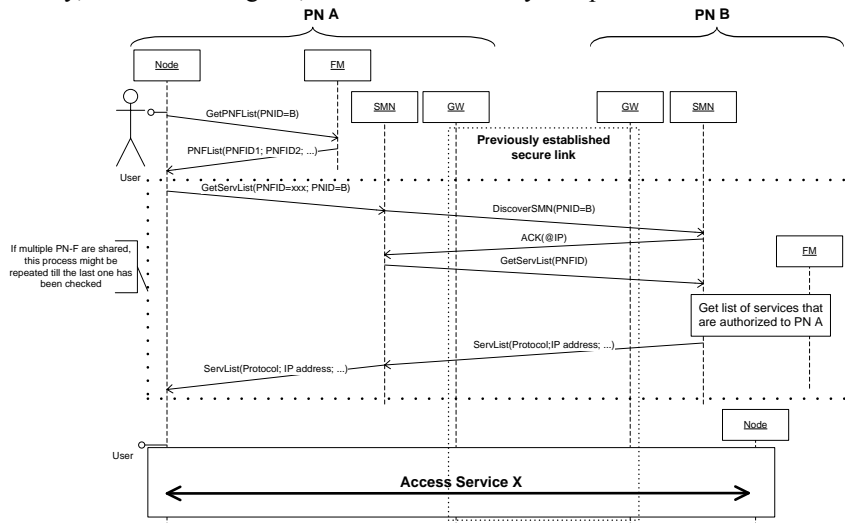 PN A
PN B
Node
FM
SMN
GW
GW
SMN
GetPNFList(PNID=B)
Previously established
secure link
PNFList(PNFID1; PNFID2; ...)
User
GetServList(PNFID=xxx; PNID=B)
DiscoverSMN(PNID=B)
ACK(@IP)
If multiple PN-F are shared,
this process might be
repeated till the last one has
been checked
FM
GetServList(PNFID)
Get list of services that
are authorized to PN A
ServList(Protocol;IP address; ...)
ServList(Protocol; IP address; ...)
Node
User
Access Service X